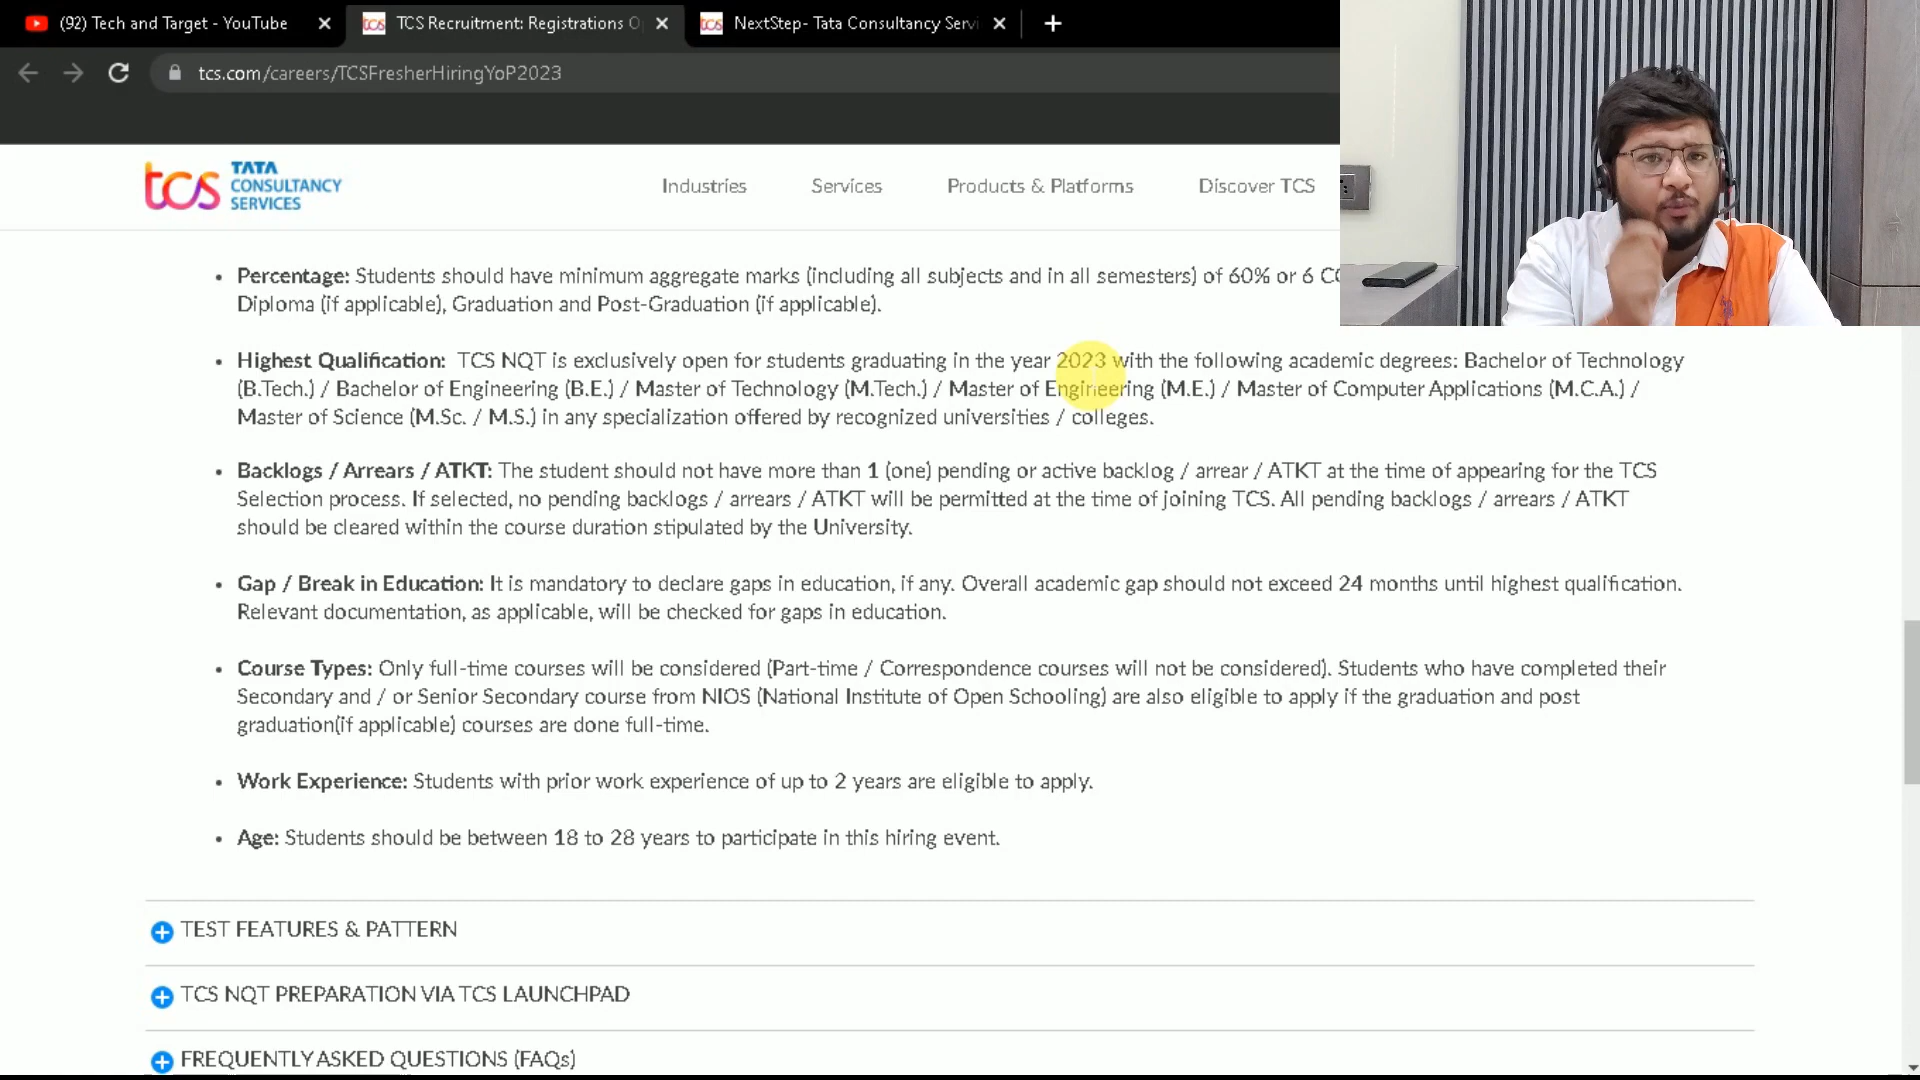 (92) Tech and Target - YouTube
TCS Recruitment: Registrations O
NextStep- Tata Consultancy Servi
tcs.com/careers/TCSFresherHiringYoP2023
tcs TATA
CONSULTANCY
SERVICES
Industries
Services
Products & Platforms
Discover TCS
• Percentage: Students should have minimum aggregate marks (including all subjects and in all semesters) of 60% or 6
Diploma (if applicable), Graduation and Post-Graduation (if applicable).
• Highest Qualification: TCS NQT is exclusively open for students graduating in the year 2023 with the following academic degrees: Bachelor of Technology
(B.Tech.) / Bachelor of Engineering (B.E.) / Master of Technology (M.Tech.) / Master of Engineering (M.E.) / Master of Computer Applications (M.C.A.) /
Master of Science (M.Sc. / M.S.) in any specialization offered by recognized universities / colleges.
• Backlogs / Arrears / ATKT: The student should not have more than 1 (one) pending or active backlog / arrear / ATKT at the time of appearing for the TCS
Selection process. If selected, no pending backlogs / arrears / ATKT will be permitted at the time of joining TCS. All pending backlogs / arrears / ATKT
should be cleared within the course duration stipulated by the University.
• Gap / Break in Education: It is mandatory to declare gaps in education, if any. Overall academic gap should not exceed 24 months until highest qualification.
Relevant documentation, as applicable, will be checked for gaps in education.
• Course Types: Only full-time courses will be considered (Part-time / Correspondence courses will not be considered). Students who have completed their
Secondary and / or Senior Secondary course from NIOS (National Institute of Open Schooling) are also eligible to apply if the graduation and post
graduation(if applicable) courses are done full-time.
• Work Experience: Students with prior work experience of up to 2 years are eligible to apply.
• Age: Students should be between 18 to 28 years to participate in this hiring event.
TEST FEATURES & PATTERN
TCS NQT PREPARATION VIA TCS LAUNCHPAD
FREQUENTLY ASKED QUESTIONS (FAQs)